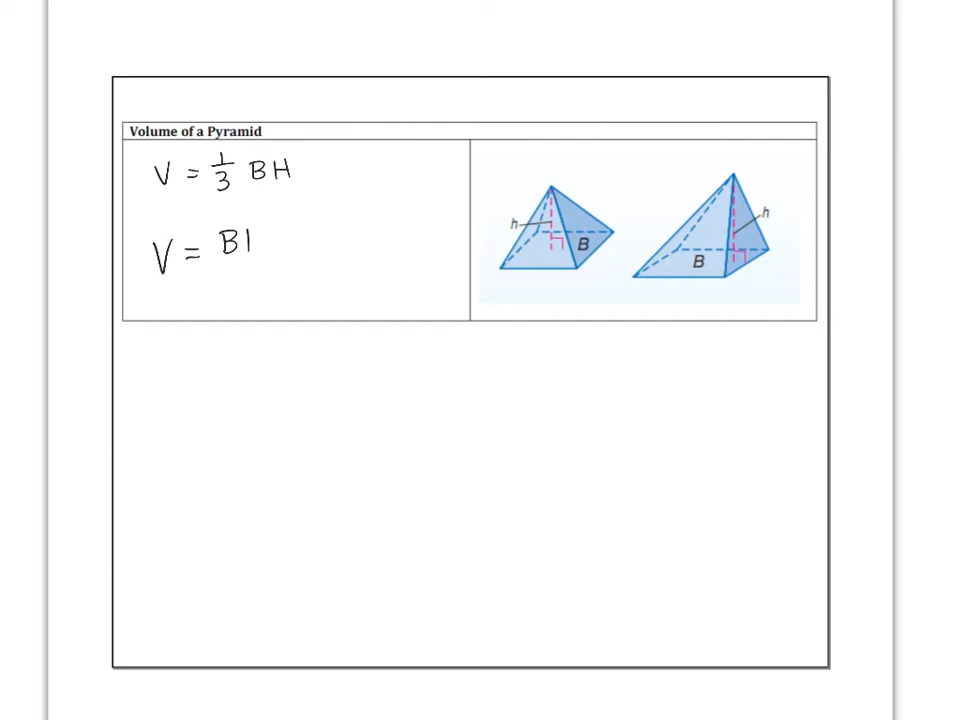 Volume of a Pyramid
V = 1/3 BH
V = BI
h
B
h
B